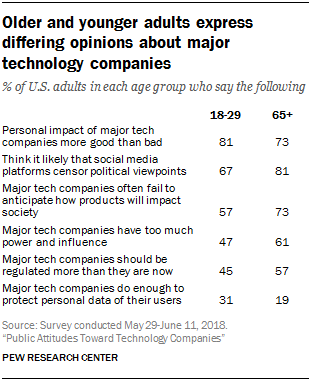 Older and younger adults express
differing opinions about major
technology companies
% of U.S. adults in each age group who say the following
18-29 65+
Personal impact of major tech
companies more good than bad 81 73
Think it likely that social media
platforms censor political viewpoints 67 81
Major tech companies often fail to
anticipate how products will impact
society 57 73
Major tech companies have too much
power and influence 47 61
Major tech companies should be
regulated more than they are now 45 57
Major tech companies do enough to
protect personal data of their users 31 19
Source: Survey conducted May 29-June 11, 2018.
“Public Attitudes Toward Technology Companies”
PEW RESEARCH CENTER